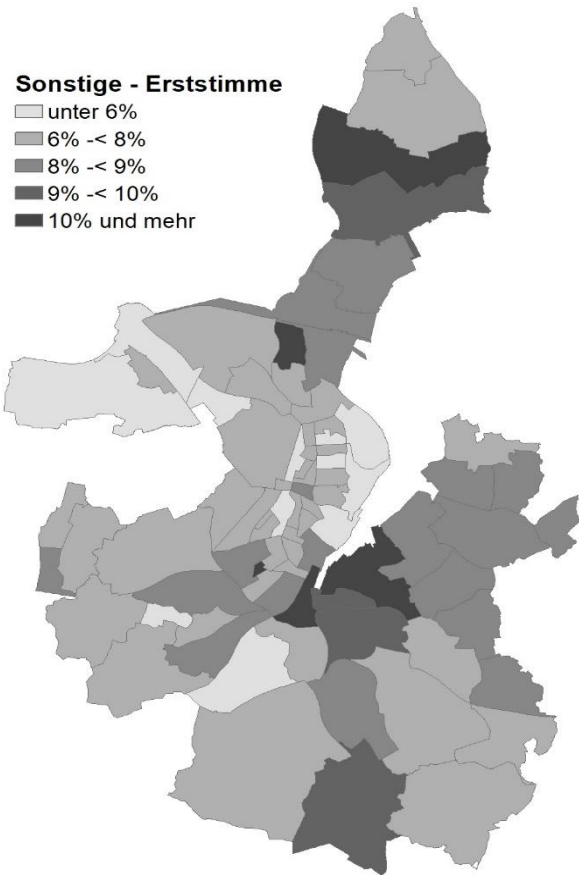 Sonstige - Erststimme
unter 6%
6% -< 8%
8% -< 9%
9% -< 10%
10% und mehr